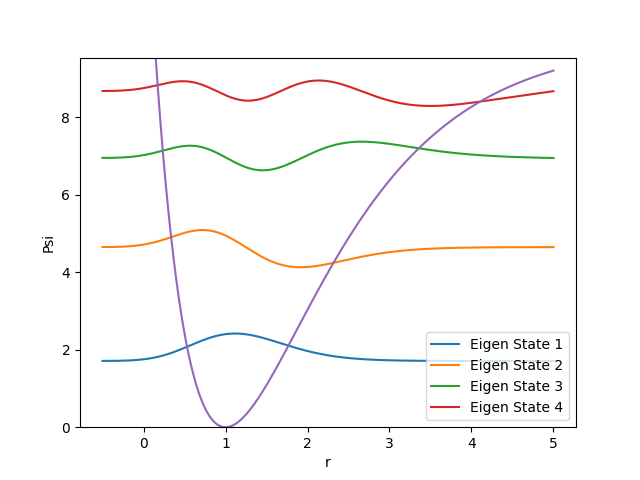 8
6
4
2
0
Psi
0
1
2
3
4
5
r
Eigen State 1
Eigen State 2
Eigen State 3
Eigen State 4